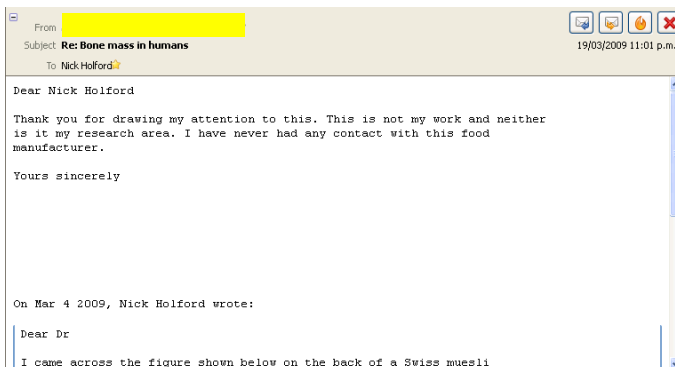 From
Subject Re: Bone mass in humans
19/03/2009 11:01 p.m.
To Nick Holford
Dear Nick Holford
Thank you for drawing my attention to this. This is not my work and neither
is it my research area. I have never had any contact with this food
manufacturer.
Yours sincerely
On Mar 4 2009, Nick Holford wrote:
Dear Dr
I came across the figure shown below on the back of a Swiss muesli